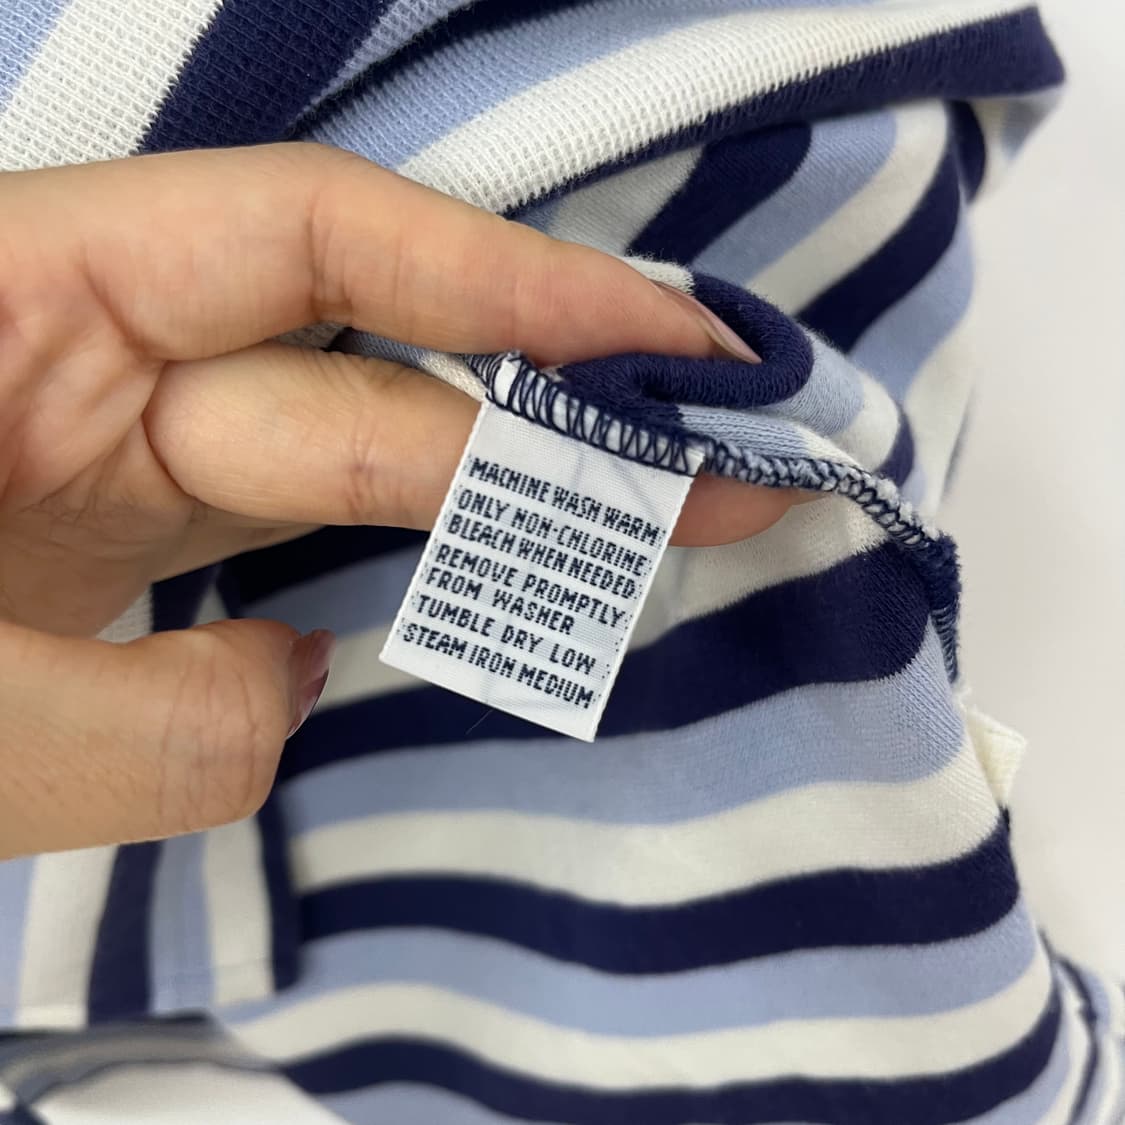 MACHINE WASH WARM
ONLY NON-CHLORINE
BLEACH WHEN NEEDED
REMOVE PROMPTLY
FROM WASHER
TUMBLE DRY LOW
STEAM IRON MEDIUM